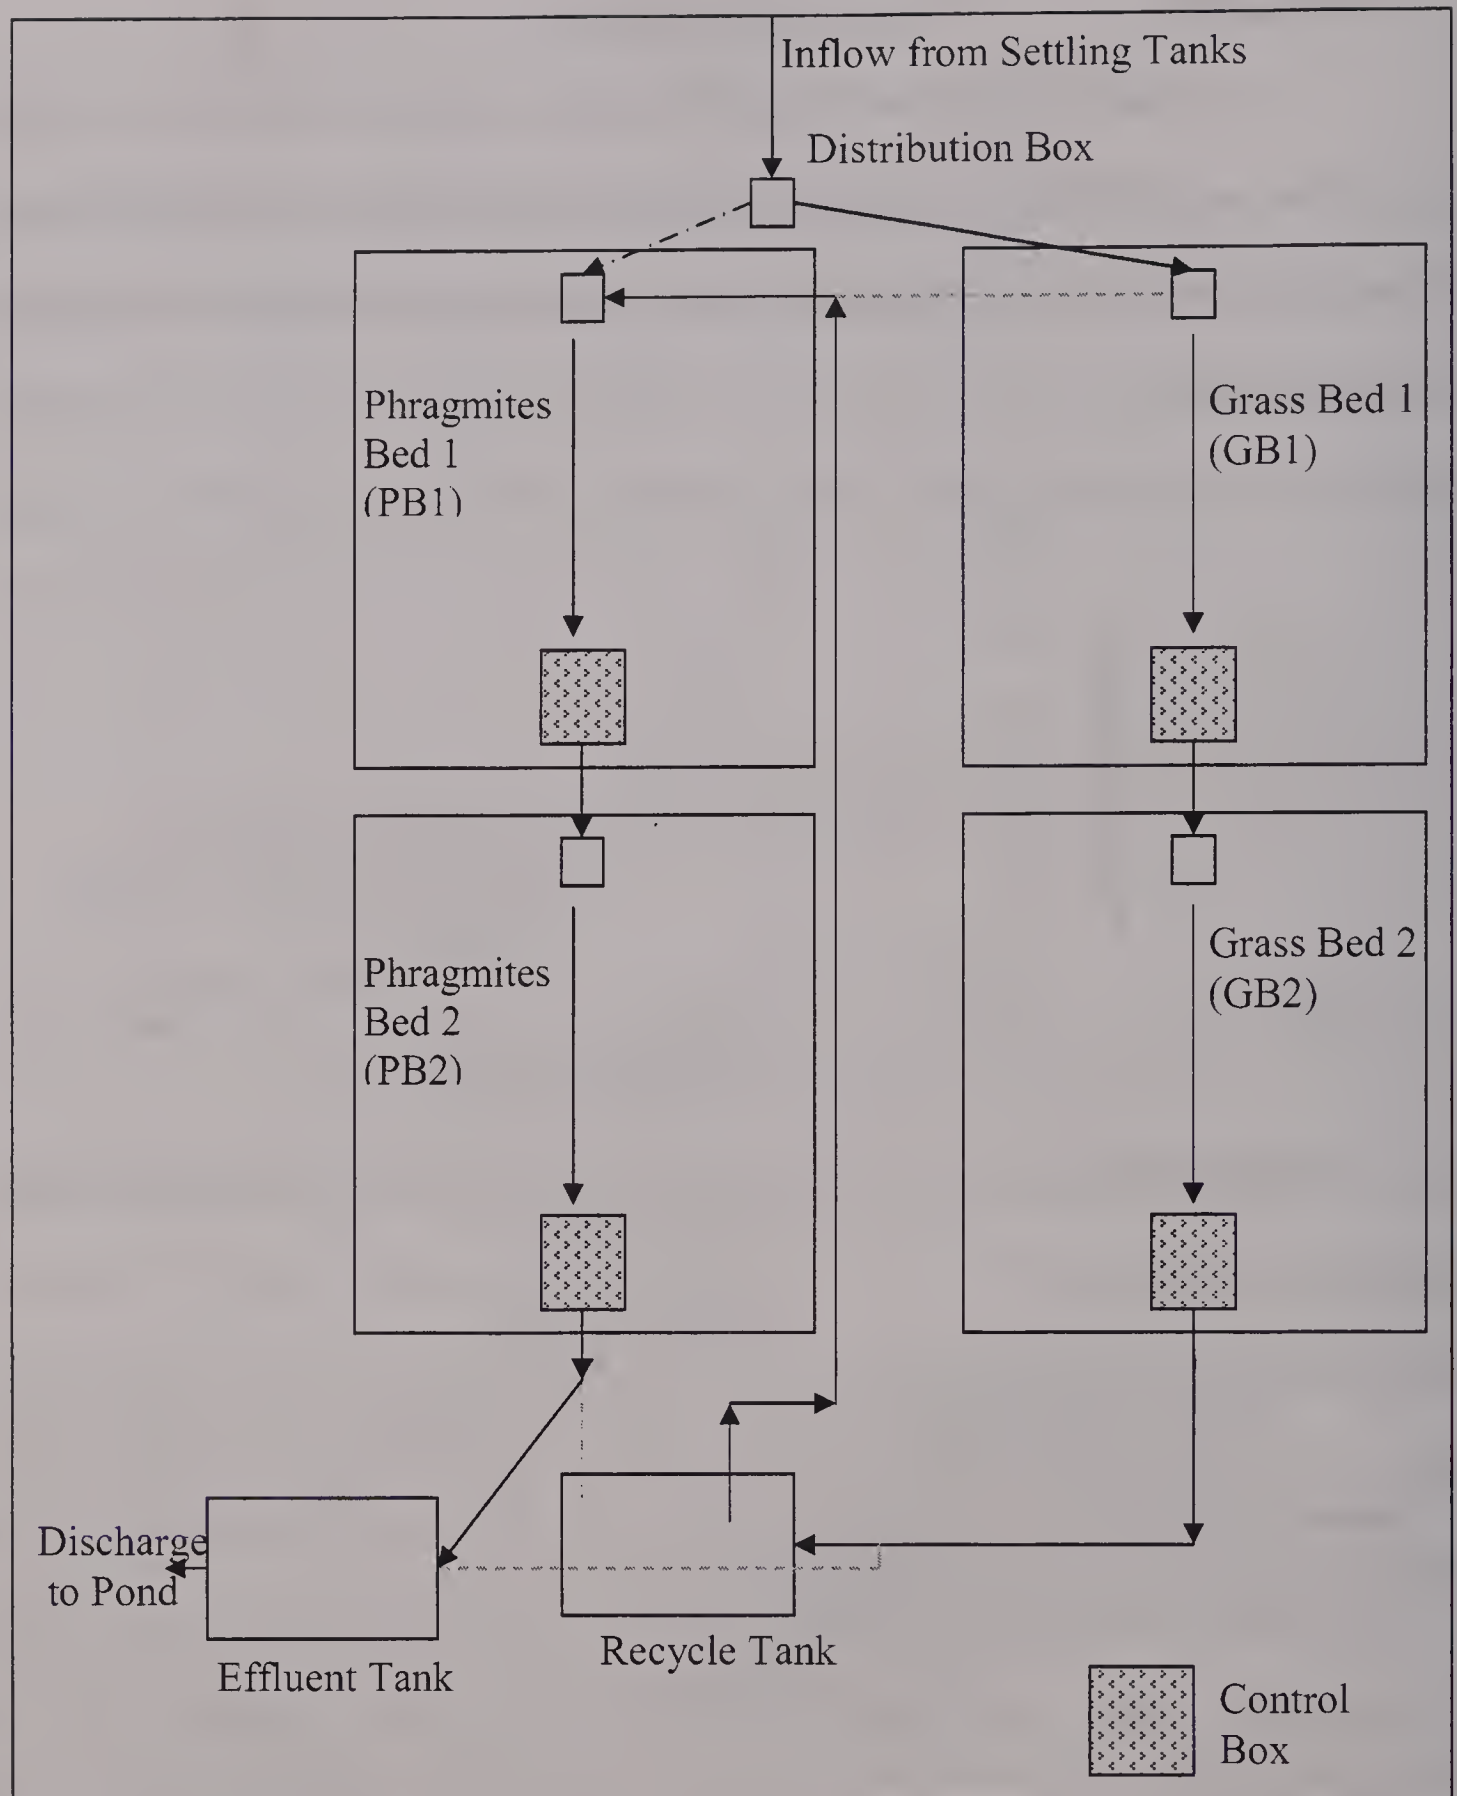 Inflow from Settling Tanks
Distribution Box
Phragmites
Bed 1
(PB1)
Grass Bed 1
(GB1)
Phragmites
Bed 2
(PB2)
Grass Bed 2
(GB2)
Discharge
to Pond
Effluent Tank
Recycle Tank
Control
Box